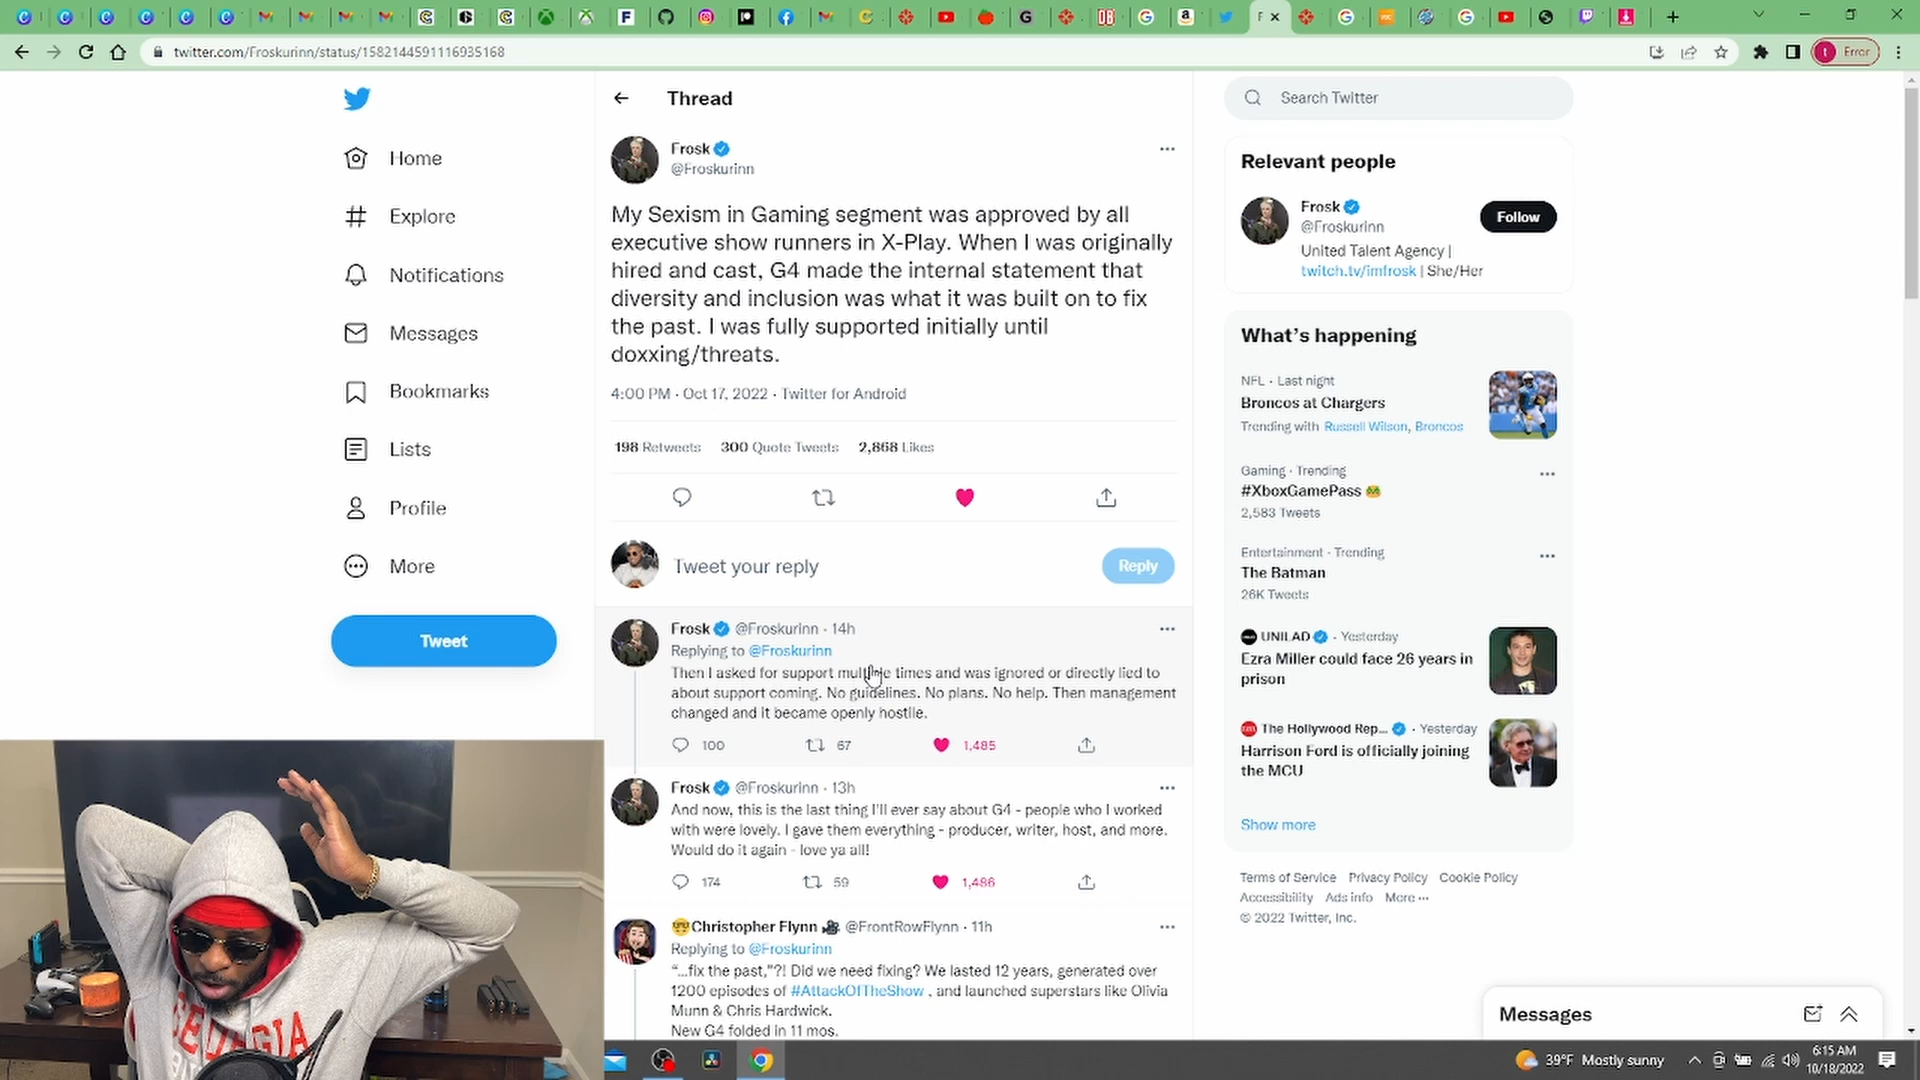 F
twitter.com/Froskurinn/status/1582144591116935168
t Error
Thread
Search Twitter
Home
Explore
Notifications
Messages
Bookmarks
Lists
Profile
More
Tweet
Frosk
@Froskurinn
My Sexism in Gaming segment was approved by all
executive show runners in X-Play. When I was originally
hired and cast, G4 made the internal statement that
diversity and inclusion was what it was built on to fix
the past. I was fully supported initially until
doxxing/threats.
4:00 PM · Oct 17, 2022 · Twitter for Android
198 Retweets 300 Quote Tweets 2,868 Likes
Tweet your reply
Reply
Frosk @Froskurinn · 14h
Replying to @Froskurinn
Then I asked for support multiple times and was ignored or directly lied to
about support coming. No guidelines. No plans. No help. Then management
changed and it became openly hostile.
100 67 1,485
Frosk @Froskurinn · 13h
And now, this is the last thing I'll ever say about G4 - people who I worked
with were lovely. I gave them everything - producer, writer, host, and more.
Would do it again - love ya all!
174 59 1,486
Christopher Flynn @FrontRowFlynn · 11h
Replying to @Froskurinn
"...fix the past,"?! Did we need fixing? We lasted 12 years, generated over
1200 episodes of #AttackOfTheShow , and launched superstars like Olivia
Munn & Chris Hardwick.
New G4 folded in 11 mos.
Relevant people
Frosk
@Froskurinn
Follow
United Talent Agency |
twitch.tv/imfrosk | She/Her
What's happening
NFL · Last night
Broncos at Chargers
Trending with Russell Wilson, Broncos
Gaming · Trending
#XboxGamePass
2,583 Tweets
Entertainment · Trending
The Batman
26K Tweets
UNILAD · Yesterday
Ezra Miller could face 26 years in
prison
The Hollywood Rep... · Yesterday
Harrison Ford is officially joining
the MCU
Show more
Terms of Service Privacy Policy Cookie Policy
Accessibility Ads info More ···
© 2022 Twitter, Inc.
Messages
39°F Mostly sunny
6:15 AM
10/18/2022